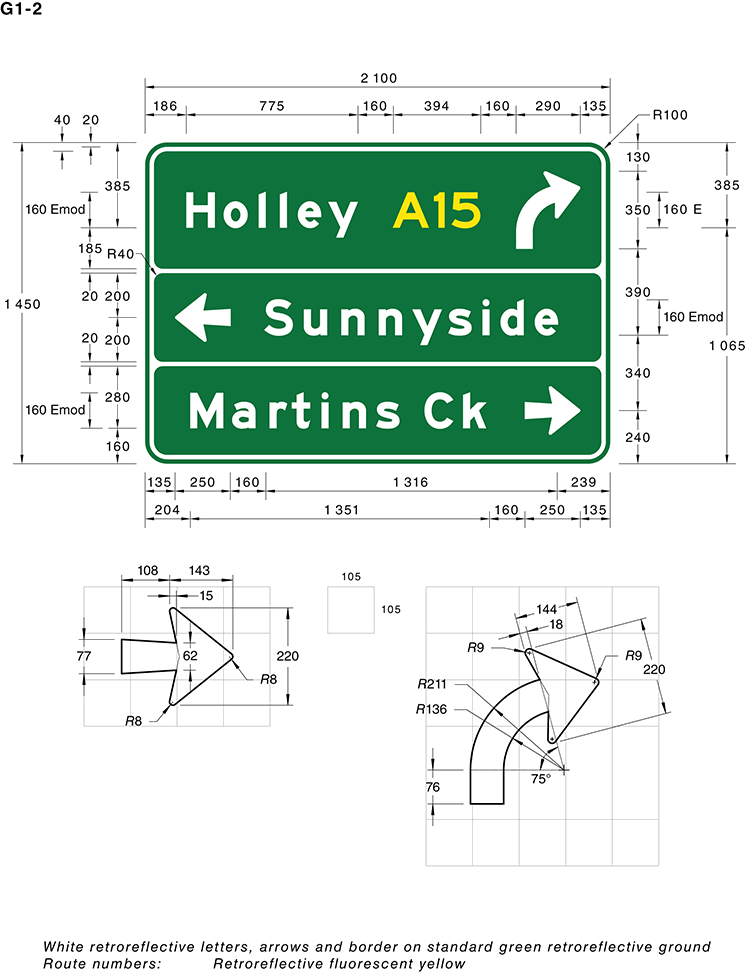 G1-2
2 100
186 775 160 394 160 290 135
R100
40 20
130
385
385
160 Emod
350
160 E
Holley A15
185
R40
1 450
20 200
390
160 Emod
Sunnyside
20 200
1 065
340
280
160 Emod
Martins Ck
160
240
135 250 160 1 316 239
204 1 351 160 250 135
108 143
15
77
62
220
R8
R8
105
105
144
18
R9
R9
220
R211
R136
75°
76
White retroreflective letters, arrows and border on standard green retroreflective ground
Route numbers: Retroreflective fluorescent yellow